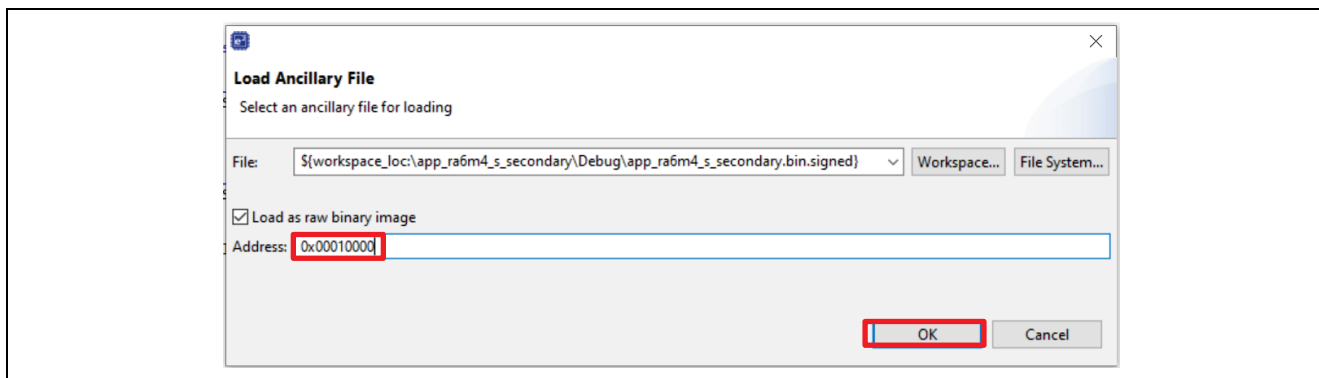 Load Ancillary File
Select an ancillary file for loading
File: ${workspace_loc:\app_ra6m4_s_secondary\Debug\app_ra6m4_s_secondary.bin.signed} Workspace... File System...
Load as raw binary image
Address: 0x00010000
OK Cancel